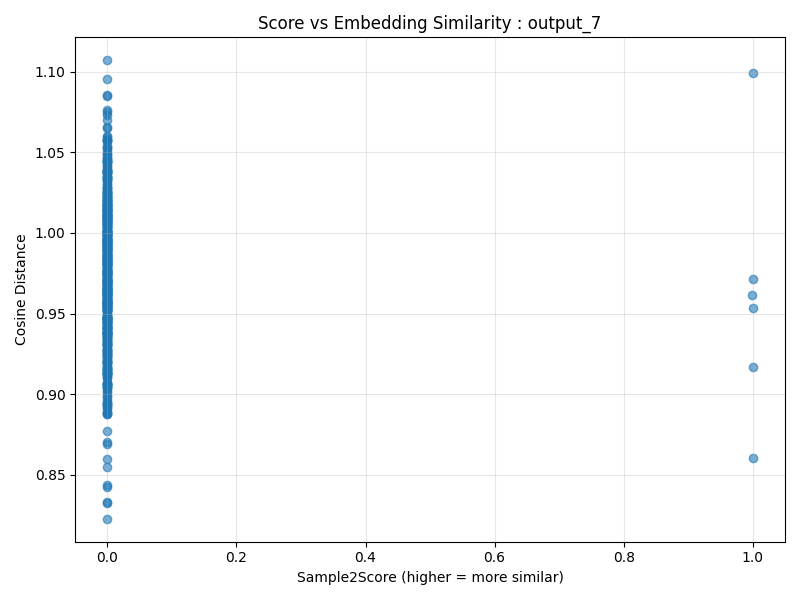 Score vs Embedding Similarity : output_7
Cosine Distance
1.10
1.05
1.00
0.95
0.90
0.85
0.0 0.2 0.4 0.6 0.8 1.0
Sample2Score (higher = more similar)